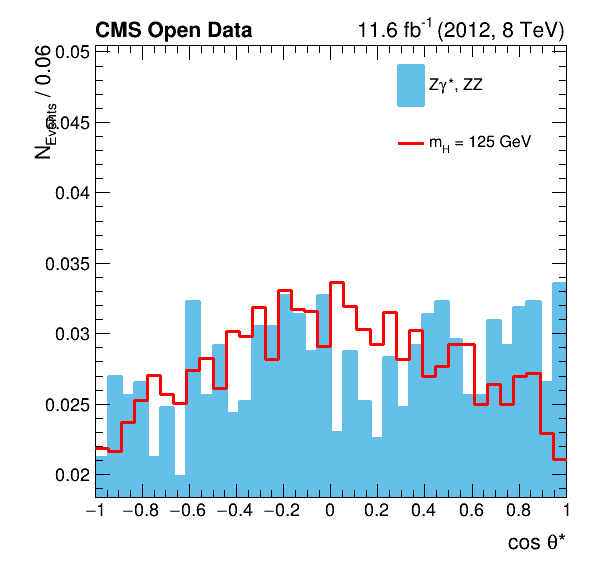 CMS Open Data 11.6 fb⁻¹ (2012, 8 TeV)
Zγ*, ZZ
m_H = 125 GeV
N_Events / 0.06
0.05
0.045
0.04
0.035
0.03
0.025
0.02
−1 −0.8 −0.6 −0.4 −0.2 0 0.2 0.4 0.6 0.8 1
cos θ*